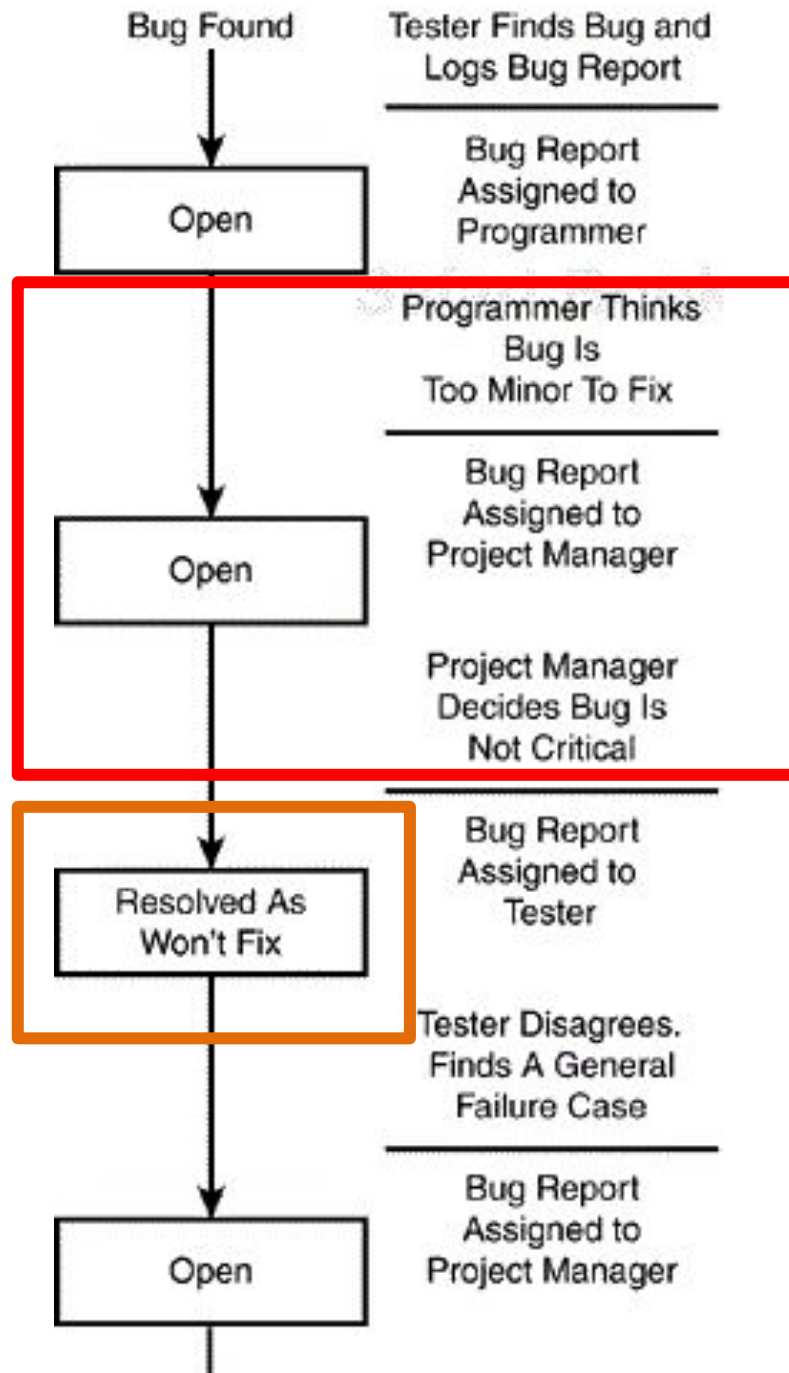 Bug Found
Tester Finds Bug and
Logs Bug Report
Open
Bug Report
Assigned to
Programmer
Programmer Thinks
Bug Is
Too Minor To Fix
Open
Bug Report
Assigned to
Project Manager
Project Manager
Decides Bug Is
Not Critical
Resolved As
Won't Fix
Bug Report
Assigned to
Tester
Tester Disagrees.
Finds A General
Failure Case
Open
Bug Report
Assigned to
Project Manager